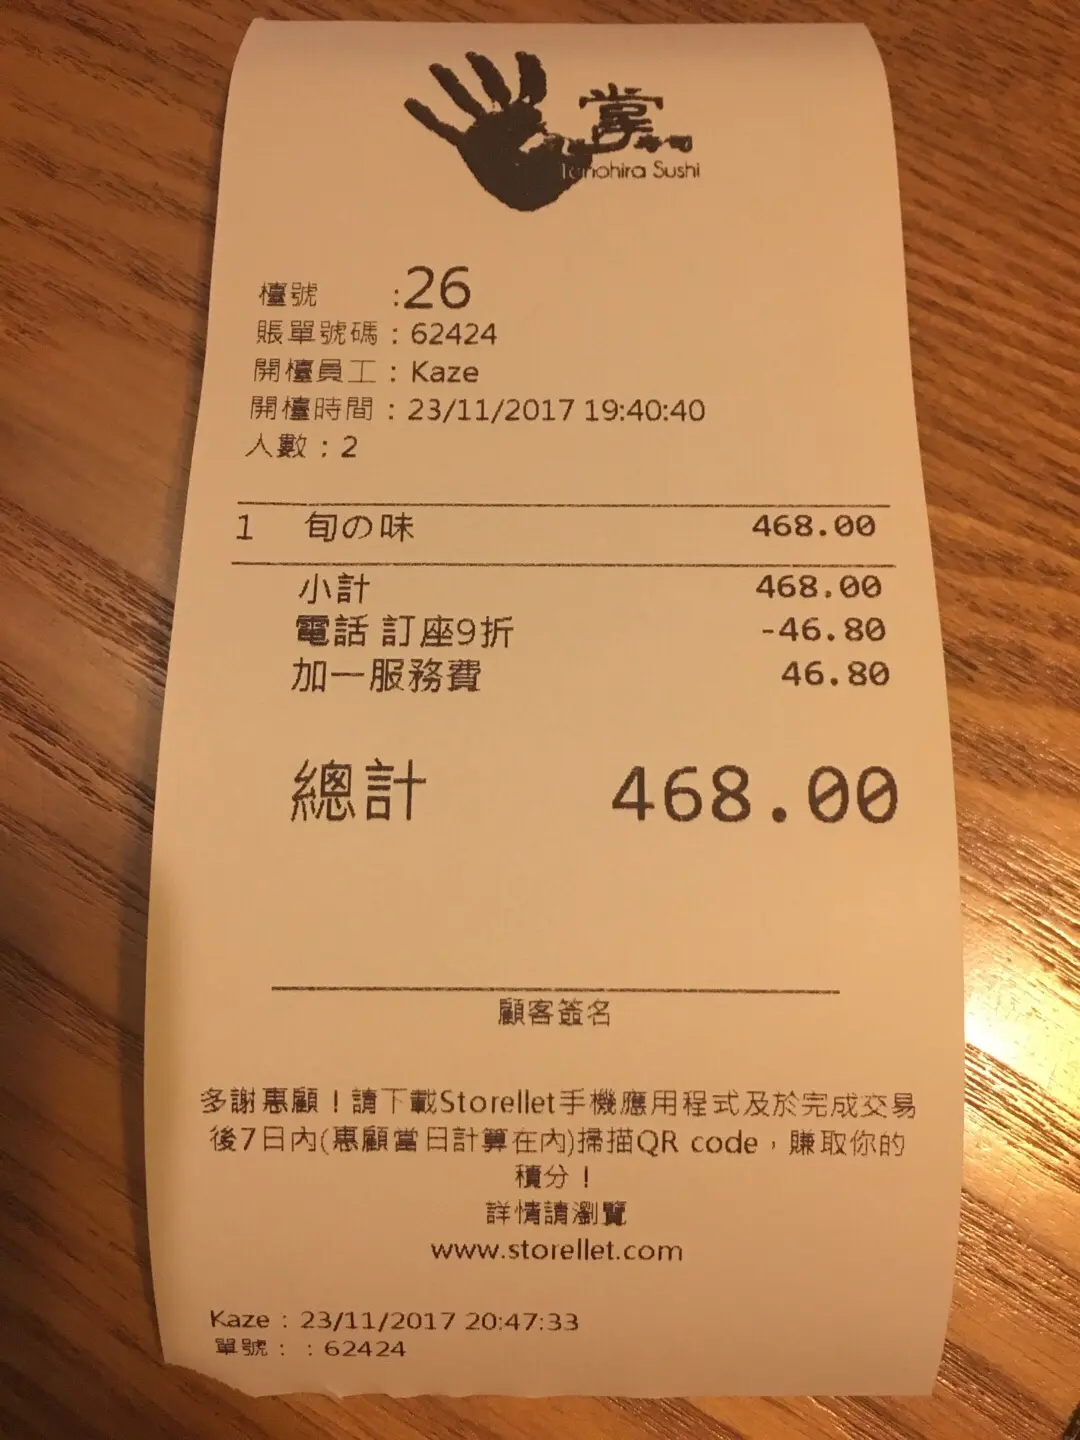 掌
Tanohira Sushi
檯號 :26
賬單號碼 : 62424
開檯員工 : Kaze
開檯時間 : 23/11/2017 19:40:40
人數 : 2
1 旬の味 468.00
小計 468.00
電話 訂座9折 -46.80
加一服務費 46.80
總計 468.00
顧客簽名
多謝惠顧！請下載Storellet手機應用程式及於完成交易
後7日內(惠顧當日計算在內)掃描QR code，賺取你的
積分！
詳情請瀏覽
www.storellet.com
Kaze : 23/11/2017 20:47:33
單號 : : 62424